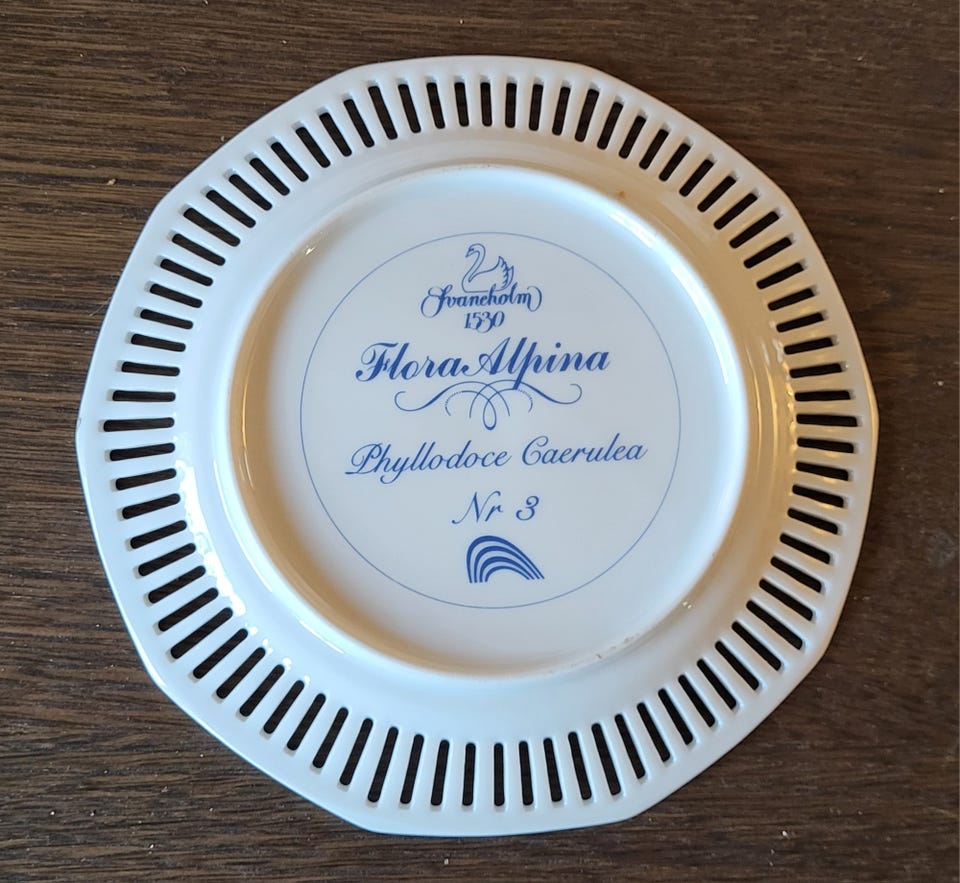 Svaneholm
1530
Flora Alpina
Phyllodoce Caerulea
Nr 3